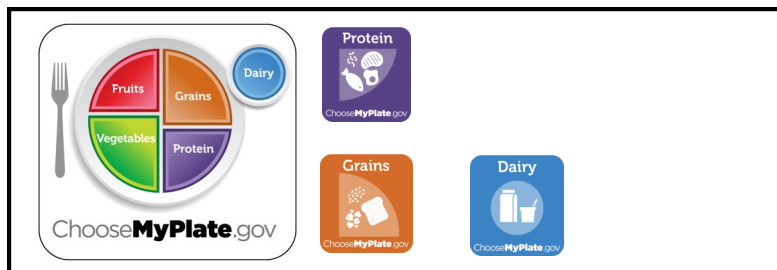 Fruits
Grains
Dairy
Vegetables
Protein
ChooseMyPlate.gov
Protein
ChooseMyPlate.gov
Grains
ChooseMyPlate.gov
Dairy
ChooseMyPlate.gov